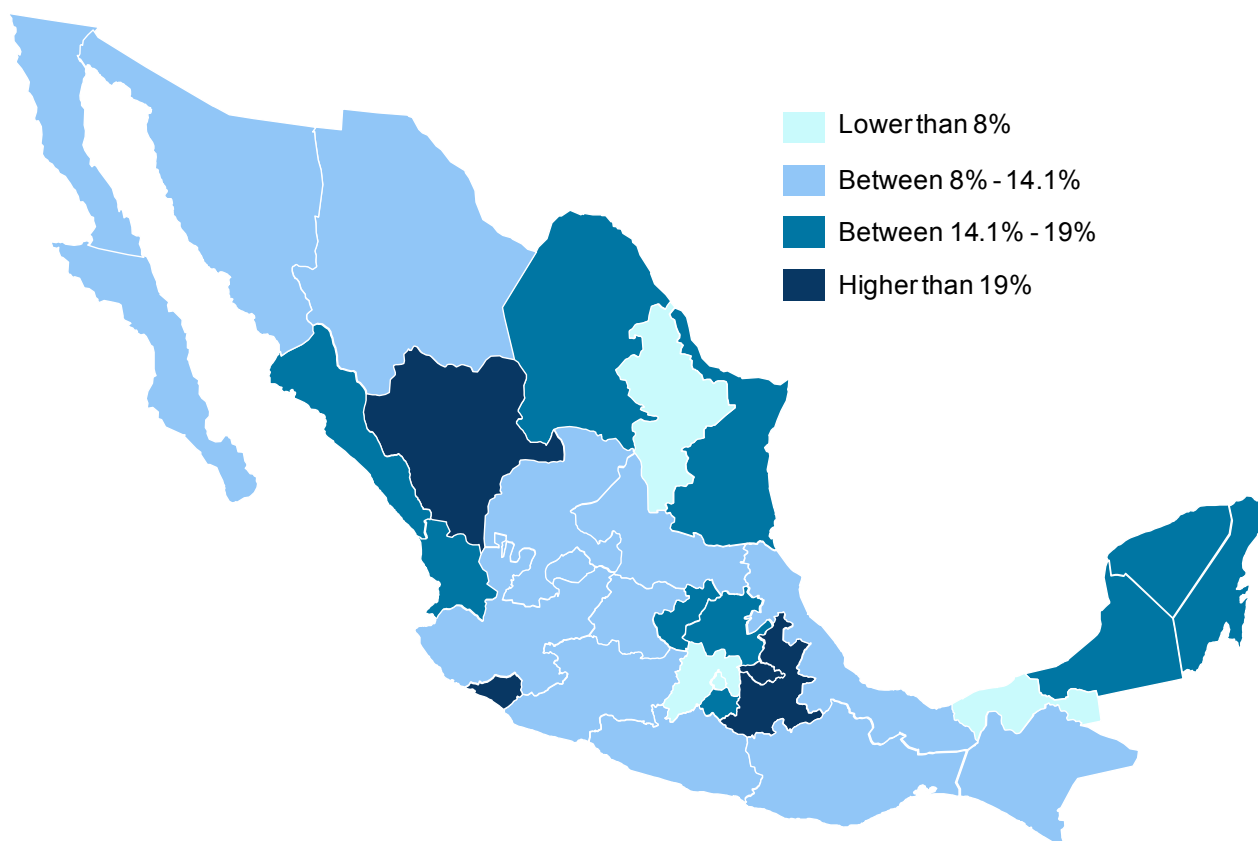 Lower than 8%
Between 8% - 14.1%
Between 14.1% - 19%
Higher than 19%